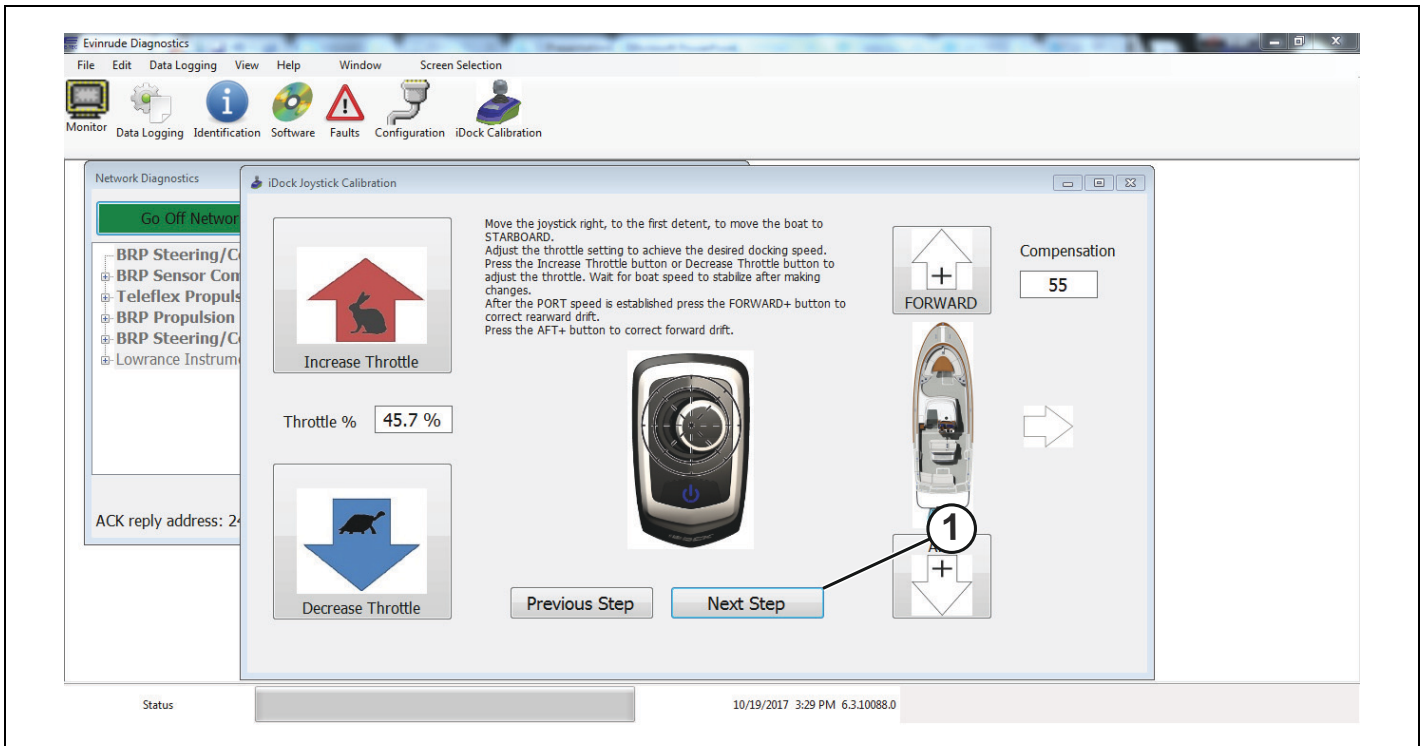 Evinrude Diagnostics
File Edit Data Logging View Help Window Screen Selection
Monitor Data Logging Identification Software Faults Configuration iDock Calibration
Network Diagnostics
iDock Joystick Calibration
Go Off Networ
BRP Steering/C
BRP Sensor Con
Teleflex Propuls
BRP Propulsion
BRP Steering/C
Lowrance Instrume
ACK reply address: 24
Increase Throttle
Throttle % 45.7 %
Decrease Throttle
Move the joystick right, to the first detent, to move the boat to
STARBOARD.
Adjust the throttle setting to achieve the desired docking speed.
Press the Increase Throttle button or Decrease Throttle button to
adjust the throttle. Wait for boat speed to stabilize after making
changes.
After the PORT speed is established press the FORWARD+ button to
correct rearward drift.
Press the AFT+ button to correct forward drift.
Previous Step Next Step
+
FORWARD
Compensation
55
1
+
Status
10/19/2017 3:29 PM 6.3.10088.0